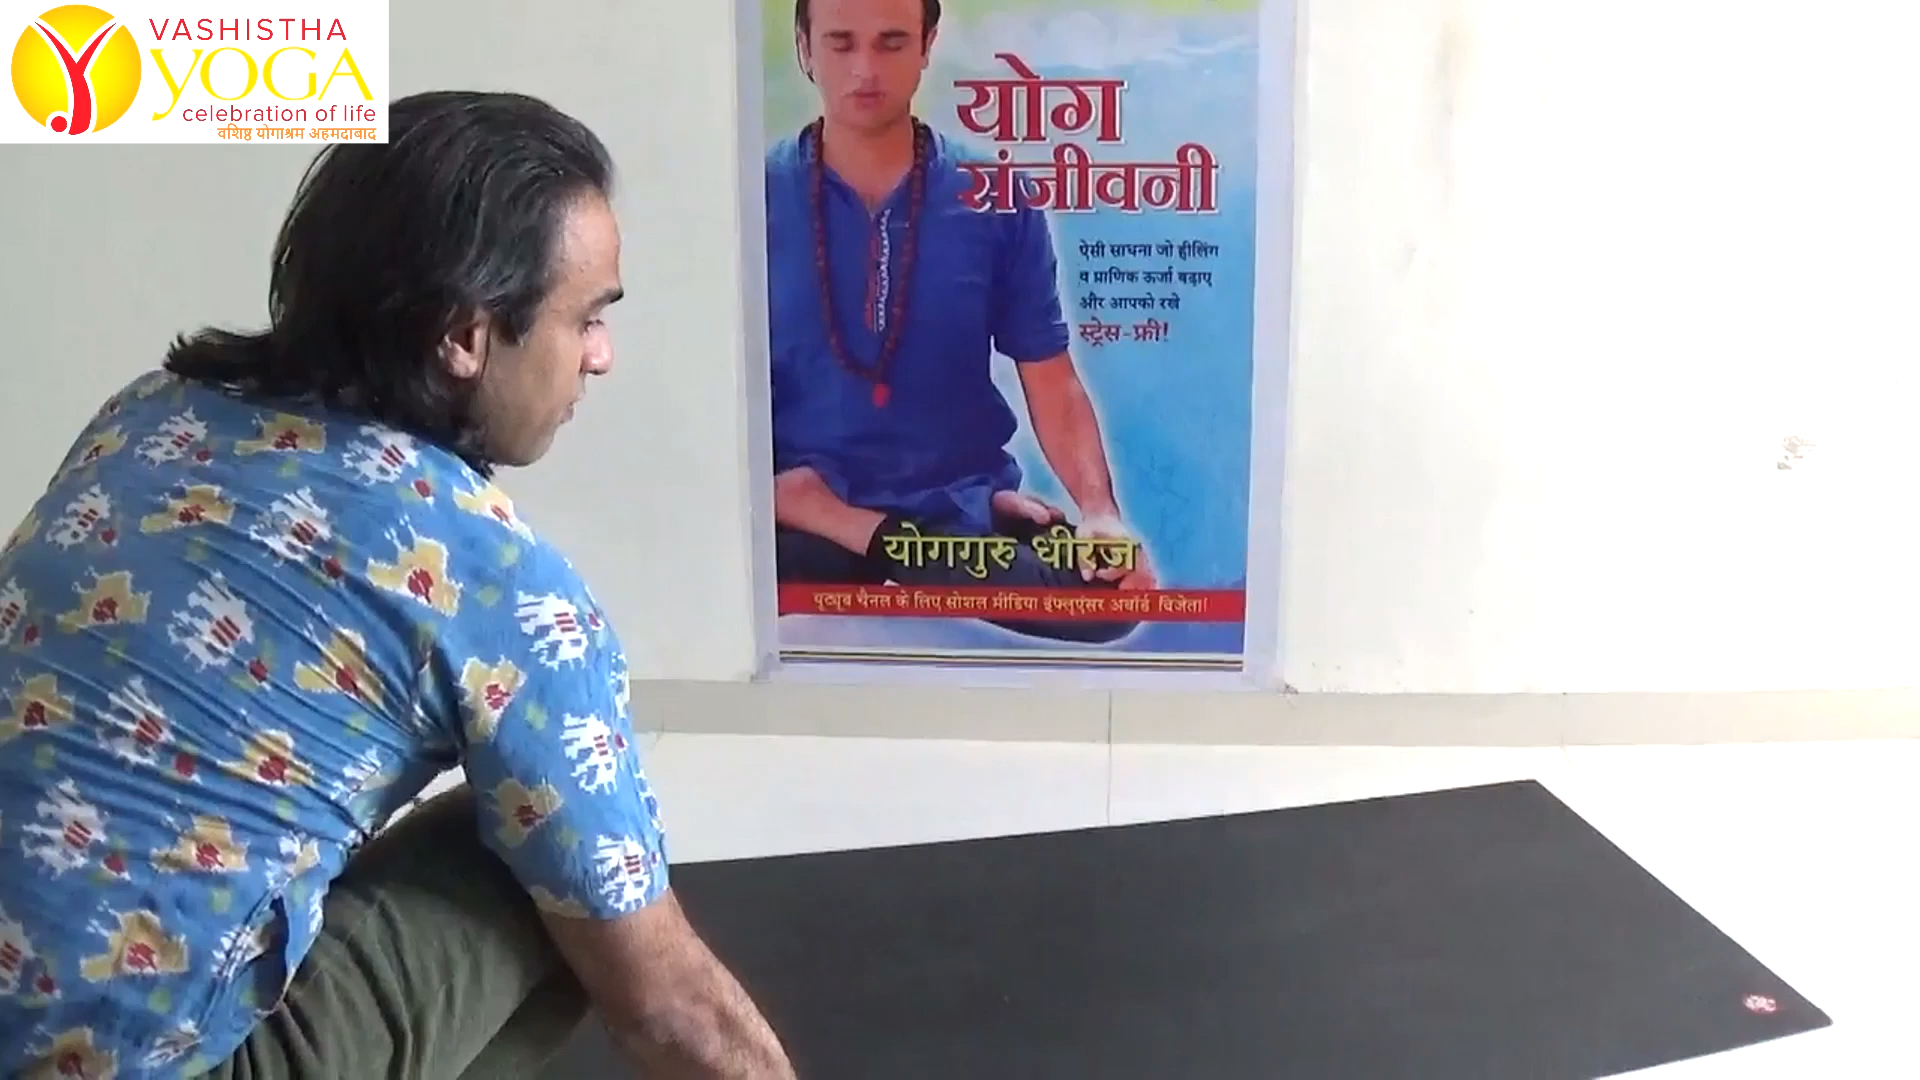 VASHISTHA
YOGA
celebration of life
वशिष्ठ योगाश्रम अहमदाबाद
योग
संजीवनी
ऐसी साधना जो हीलिंग
व प्राणिक ऊर्जा बढ़ाए
और आपको रखे
स्ट्रेस-फ्री!
योगगुरु धीरज
यूट्यूब चैनल के लिए सोशल मीडिया इंफ्लूएंसर अवॉर्ड विजेता!